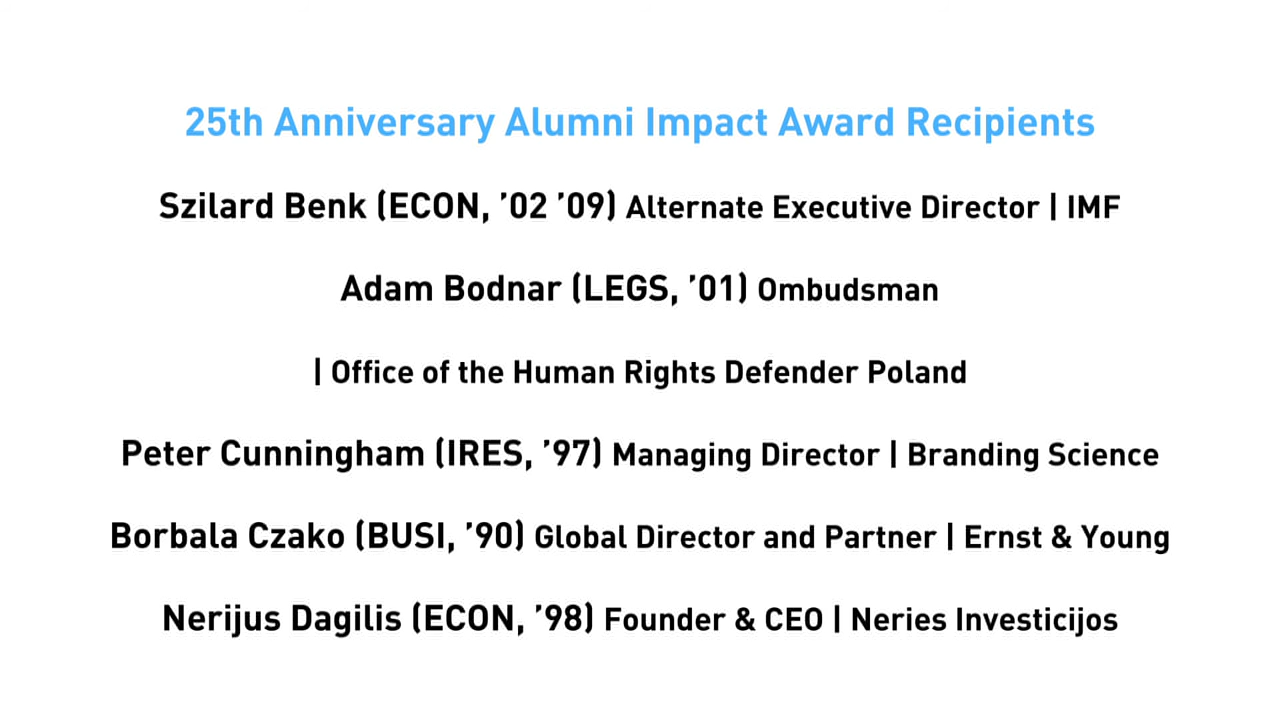 25th Anniversary Alumni Impact Award Recipients
Szilard Benk (ECON, ’02 ’09) Alternate Executive Director | IMF
Adam Bodnar (LEGS, ’01) Ombudsman
| Office of the Human Rights Defender Poland
Peter Cunningham (IRES, ’97) Managing Director | Branding Science
Borbala Czako (BUSI, ’90) Global Director and Partner | Ernst & Young
Nerijus Dagilis (ECON, ’98) Founder & CEO | Neries Investicijos